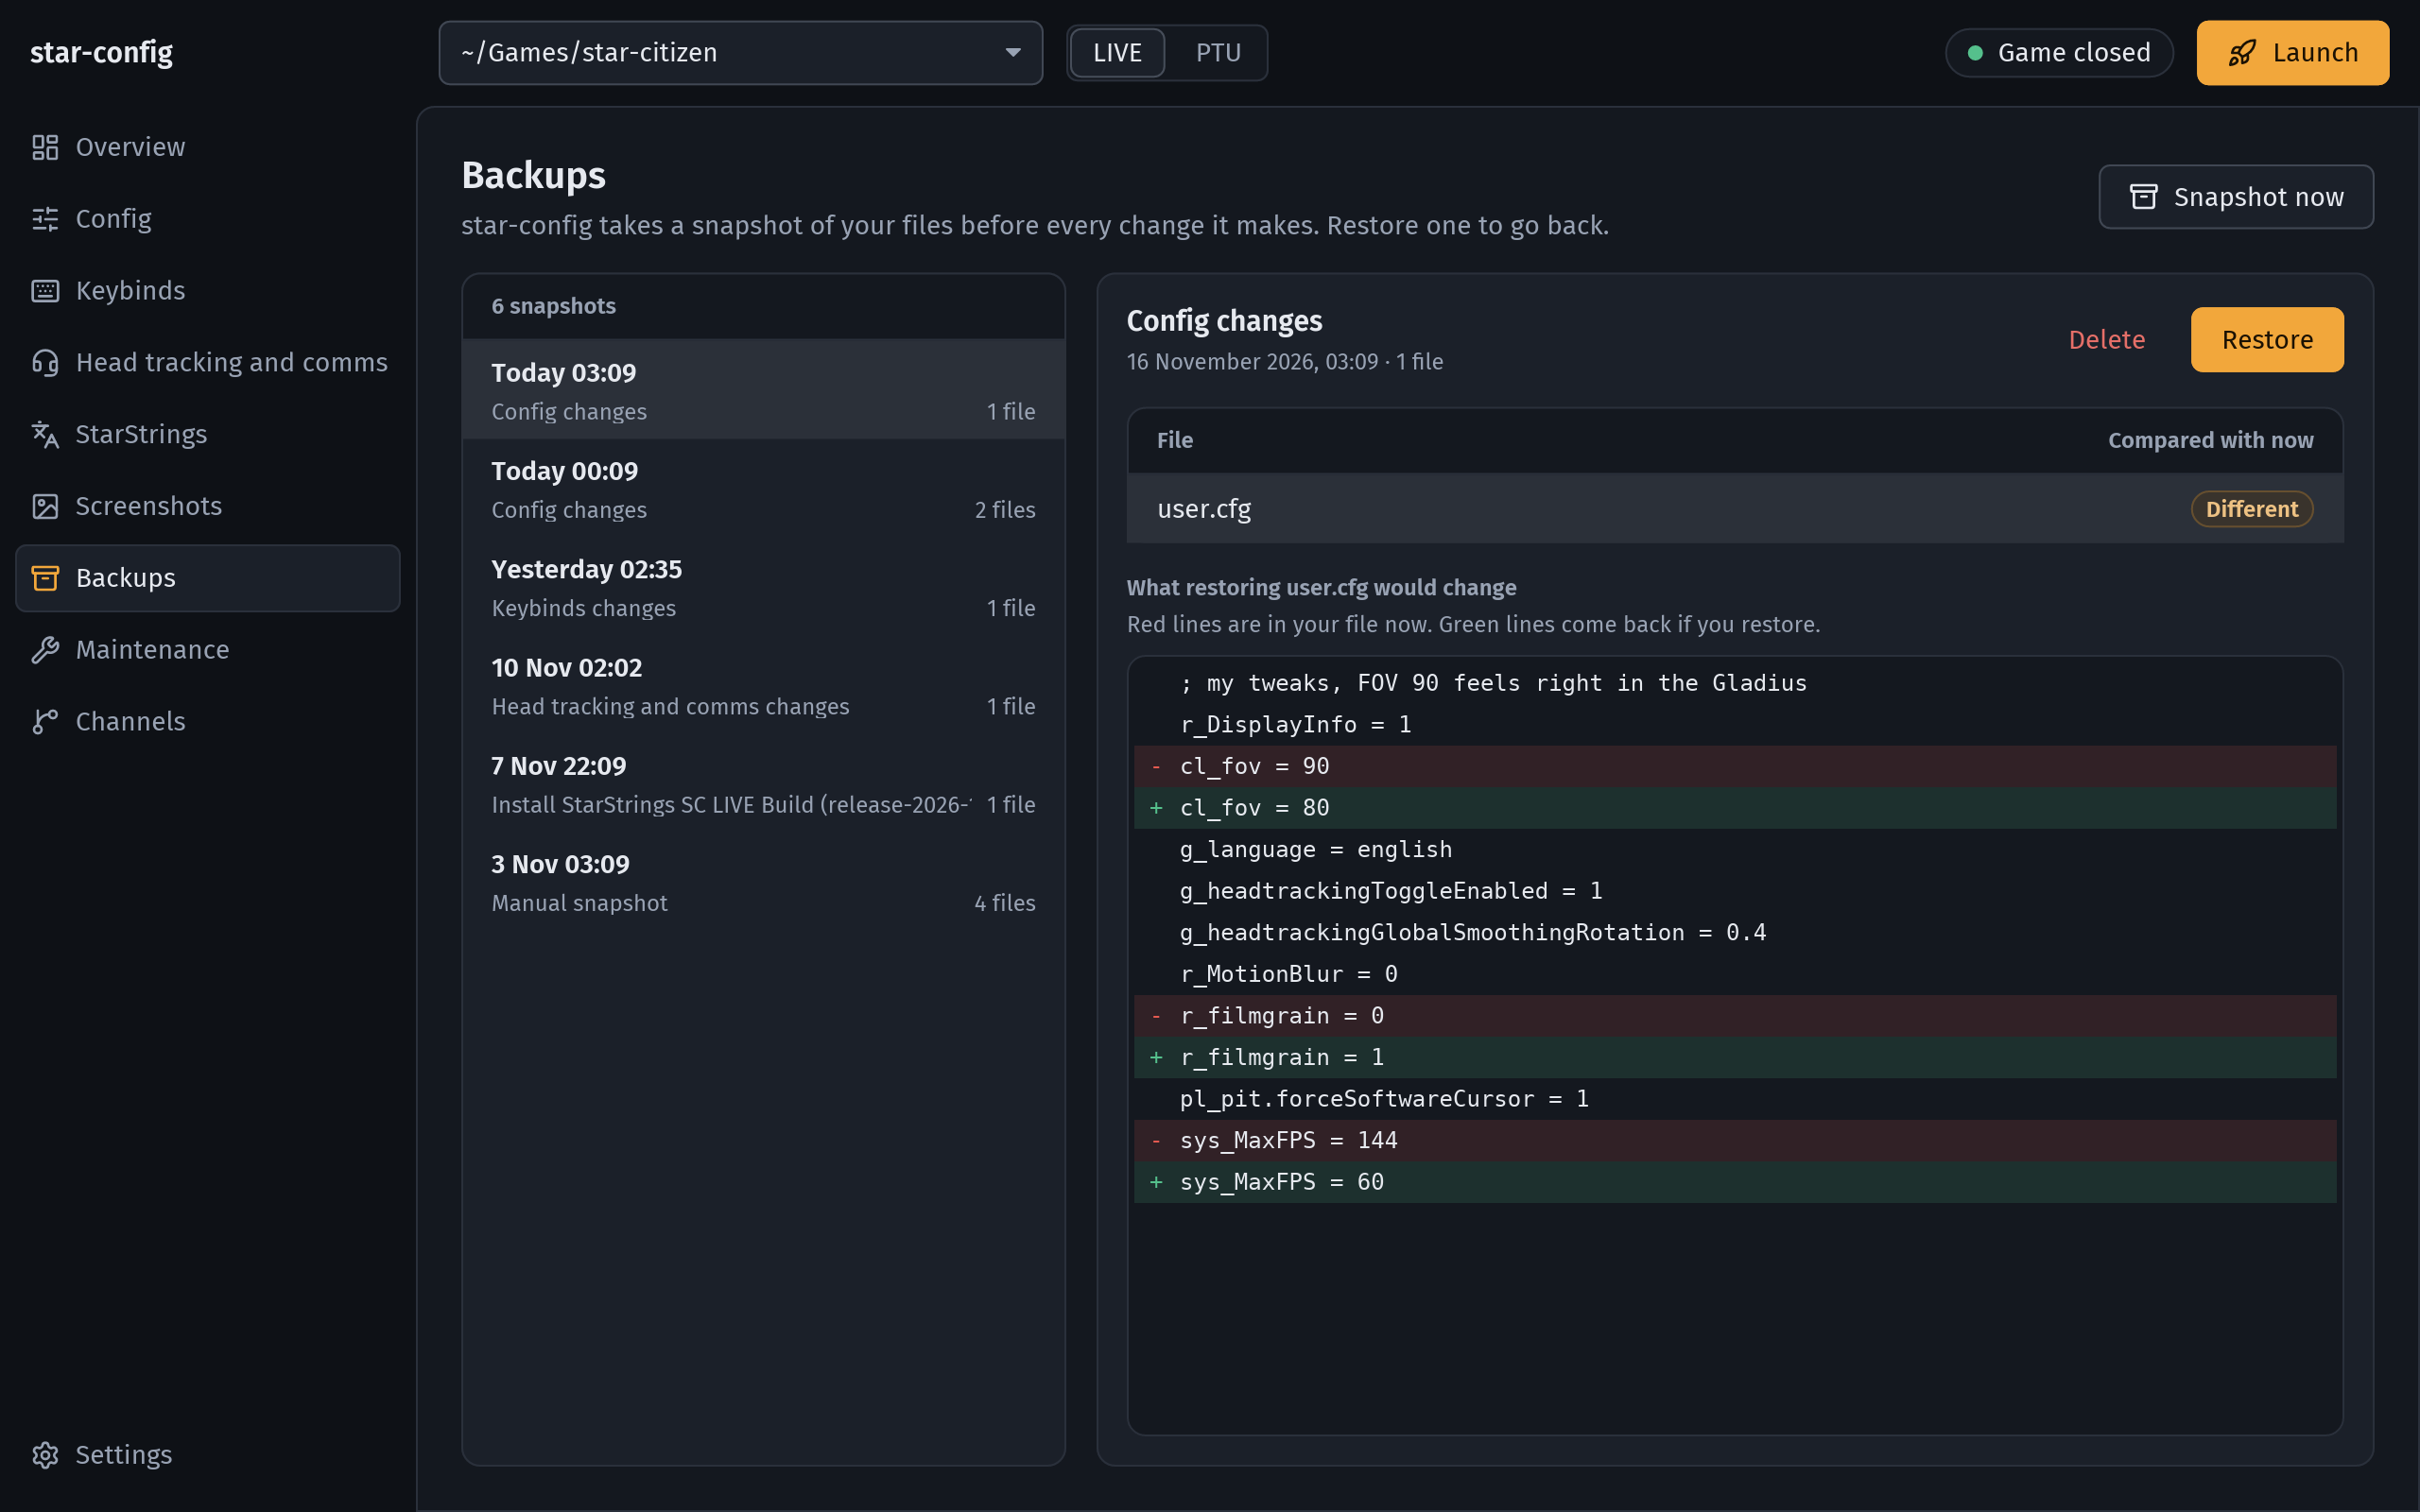 star-config
~/Games/star-citizen
LIVE
PTU
Game closed
Launch
Overview
Config
Keybinds
Head tracking and comms
StarStrings
Screenshots
Backups
Maintenance
Channels
Settings
Backups
star-config takes a snapshot of your files before every change it makes. Restore one to go back.
Snapshot now
6 snapshots
Today 03:09
Config changes 1 file
Today 00:09
Config changes 2 files
Yesterday 02:35
Keybinds changes 1 file
10 Nov 02:02
Head tracking and comms changes 1 file
7 Nov 22:09
Install StarStrings SC LIVE Build (release-2026- 1 file
3 Nov 03:09
Manual snapshot 4 files
Config changes
16 November 2026, 03:09 · 1 file
Delete
Restore
File Compared with now
user.cfg Different
What restoring user.cfg would change
Red lines are in your file now. Green lines come back if you restore.
; my tweaks, FOV 90 feels right in the Gladius
r_DisplayInfo = 1
- cl_fov = 90
+ cl_fov = 80
g_language = english
g_headtrackingToggleEnabled = 1
g_headtrackingGlobalSmoothingRotation = 0.4
r_MotionBlur = 0
- r_filmgrain = 0
+ r_filmgrain = 1
pl_pit.forceSoftwareCursor = 1
- sys_MaxFPS = 144
+ sys_MaxFPS = 60